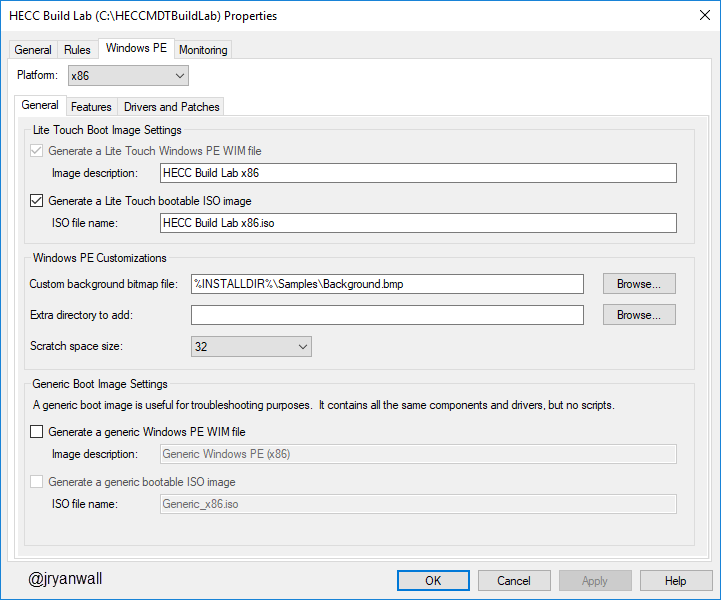 HECC Build Lab (C:\HECCMDTBuildLab) Properties
General Rules Windows PE Monitoring
Platform: x86
General Features Drivers and Patches
Lite Touch Boot Image Settings
Generate a Lite Touch Windows PE WIM file
Image description: HECC Build Lab x86
Generate a Lite Touch bootable ISO image
ISO file name: HECC Build Lab x86.iso
Windows PE Customizations
Custom background bitmap file: %INSTALLDIR%\Samples\Background.bmp Browse...
Extra directory to add: Browse...
Scratch space size: 32
Generic Boot Image Settings
A generic boot image is useful for troubleshooting purposes. It contains all the same components and drivers, but no scripts.
Generate a generic Windows PE WIM file
Image description: Generic Windows PE (x86)
Generate a generic bootable ISO image
ISO file name: Generic_x86.iso
@jryanwall OK Cancel Apply Help